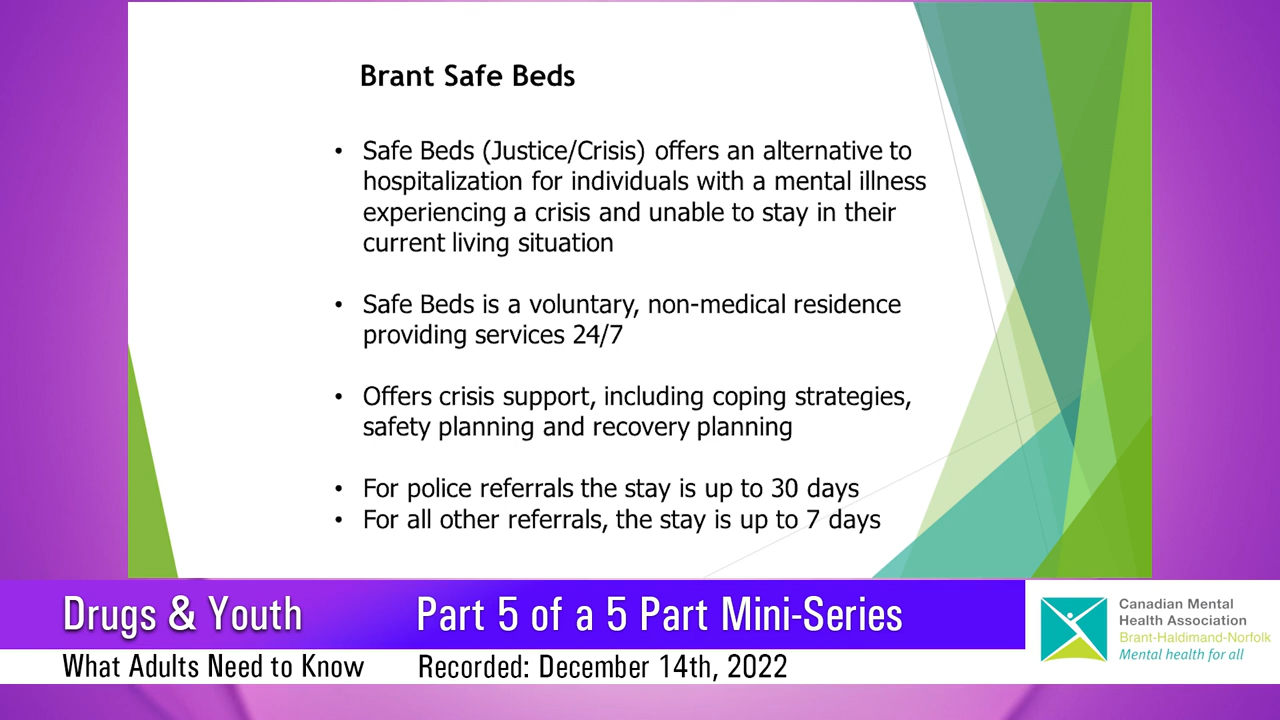 Brant Safe Beds
• Safe Beds (Justice/Crisis) offers an alternative to
hospitalization for individuals with a mental illness
experiencing a crisis and unable to stay in their
current living situation
• Safe Beds is a voluntary, non-medical residence
providing services 24/7
• Offers crisis support, including coping strategies,
safety planning and recovery planning
• For police referrals the stay is up to 30 days
• For all other referrals, the stay is up to 7 days
Drugs & Youth
What Adults Need to Know
Part 5 of a 5 Part Mini-Series
Recorded: December 14th, 2022
Canadian Mental
Health Association
Brant-Haldimand-Norfolk
Mental health for all